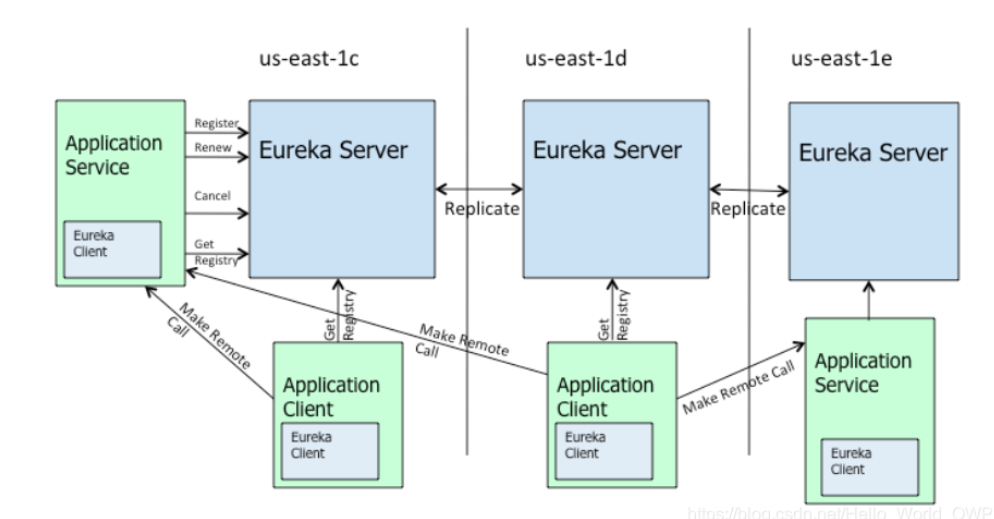 us-east-1c
us-east-1d
us-east-1e
Application
Service
Eureka
Client
Register
Renew
Cancel
Get
Registry
Eureka Server
Replicate
Eureka Server
Replicate
Eureka Server
Make Remote
Call
Get
Registry
Make Remote
Call
Get
Registry
Make Remote Call
Application
Client
Eureka
Client
Application
Client
Eureka
Client
Application
Service
Eureka
Client
https://blog.csdn.net/Hello_World_QWP